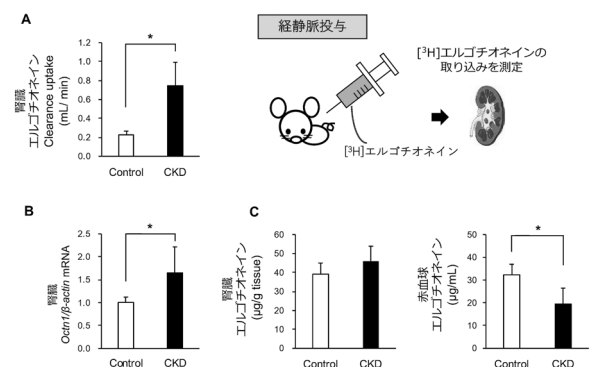 A
腎臓
エルゴチオネイン
Clearance uptake
(mL/ min)
1.2
1.0
0.8
0.6
0.4
0.2
0.0
*
Control
CKD
経静脈投与
[³H]エルゴチオネインの
取り込みを測定
[³H]エルゴチオネイン
B
腎臓
Octn1/β-actin mRNA
2.5
2.0
1.5
1.0
0.5
0.0
*
Control
CKD
C
腎臓
エルゴチオネイン
(μg/g tissue)
60
50
40
30
20
10
0
Control
CKD
赤血球
エルゴチオネイン
(μg/mL)
50
40
30
20
10
0
*
Control
CKD